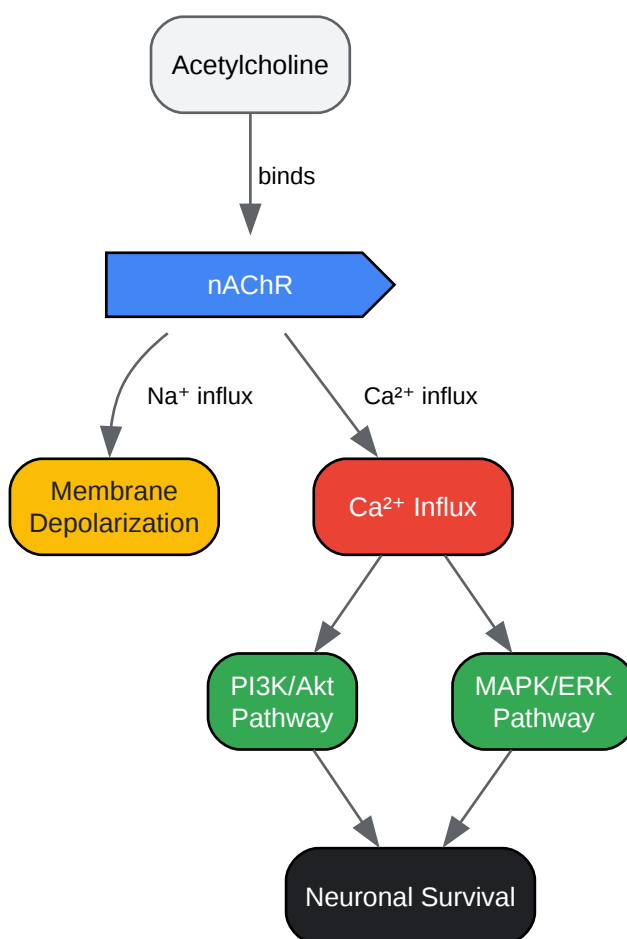 Acetylcholine
binds
nAChR
Na⁺ influx
Ca²⁺ influx
Membrane
Depolarization
Ca²⁺ Influx
PI3K/Akt
Pathway
MAPK/ERK
Pathway
Neuronal Survival